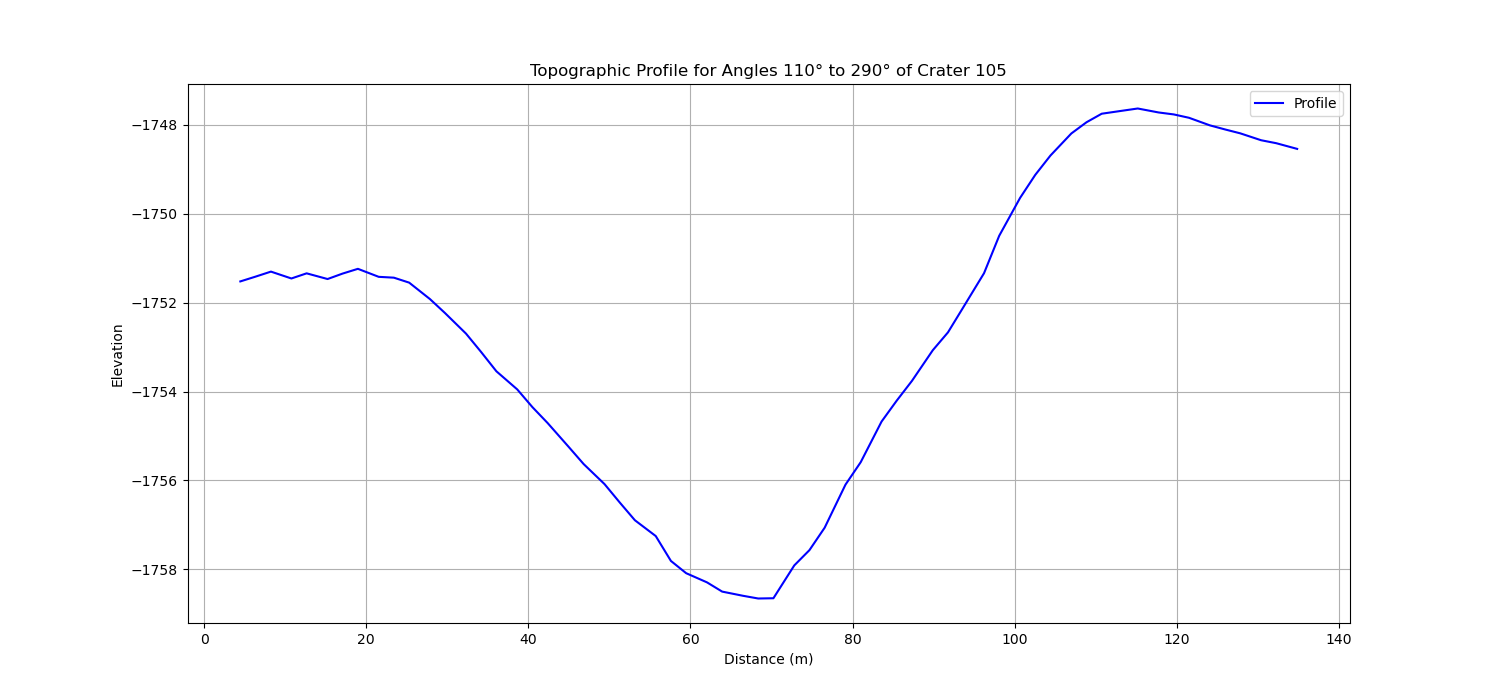 Topographic Profile for Angles 110° to 290° of Crater 105
Profile
−1748
−1750
−1752
−1754
−1756
−1758
Elevation
0 20 40 60 80 100 120 140
Distance (m)